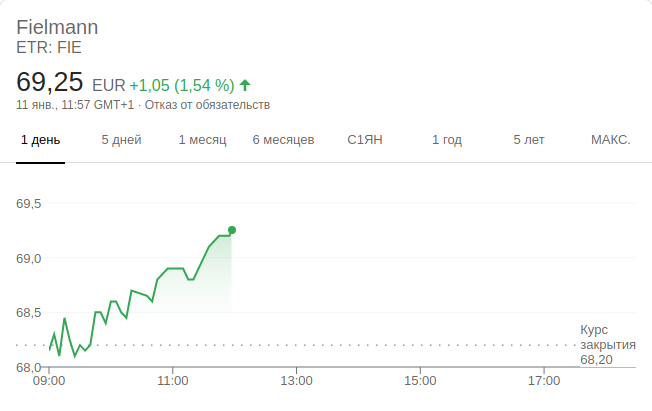 Fielmann
ETR: FIE
69,25 EUR +1,05 (1,54 %)
11 янв., 11:57 GMT+1 · Отказ от обязательств
1 день 5 дней 1 месяц 6 месяцев С1ЯН 1 год 5 лет МАКС.
69,5
69,0
68,5
Курс
закрытия
68,20
68,0
09:00 11:00 13:00 15:00 17:00